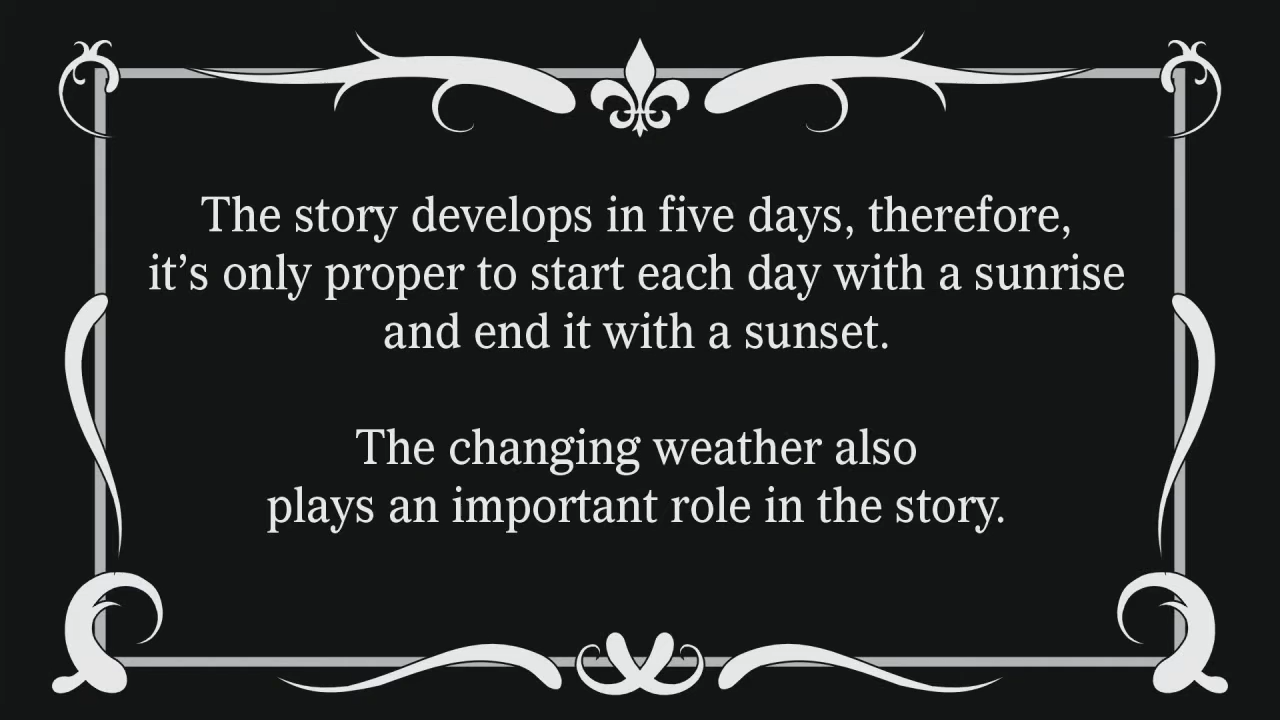 The story develops in five days, therefore,
it’s only proper to start each day with a sunrise
and end it with a sunset.
The changing weather also
plays an important role in the story.